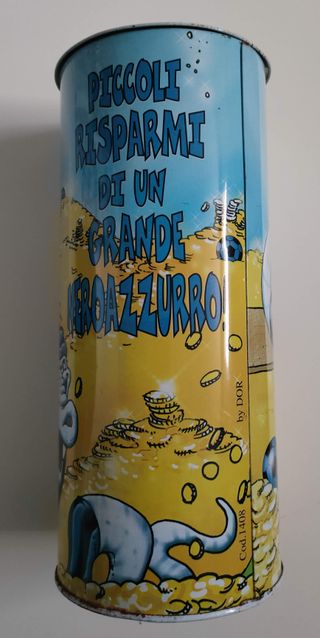 PICCOLI
RISPARMI
DI UN
GRANDE
NEROAZZURRO!
Cod.1408 by DOR